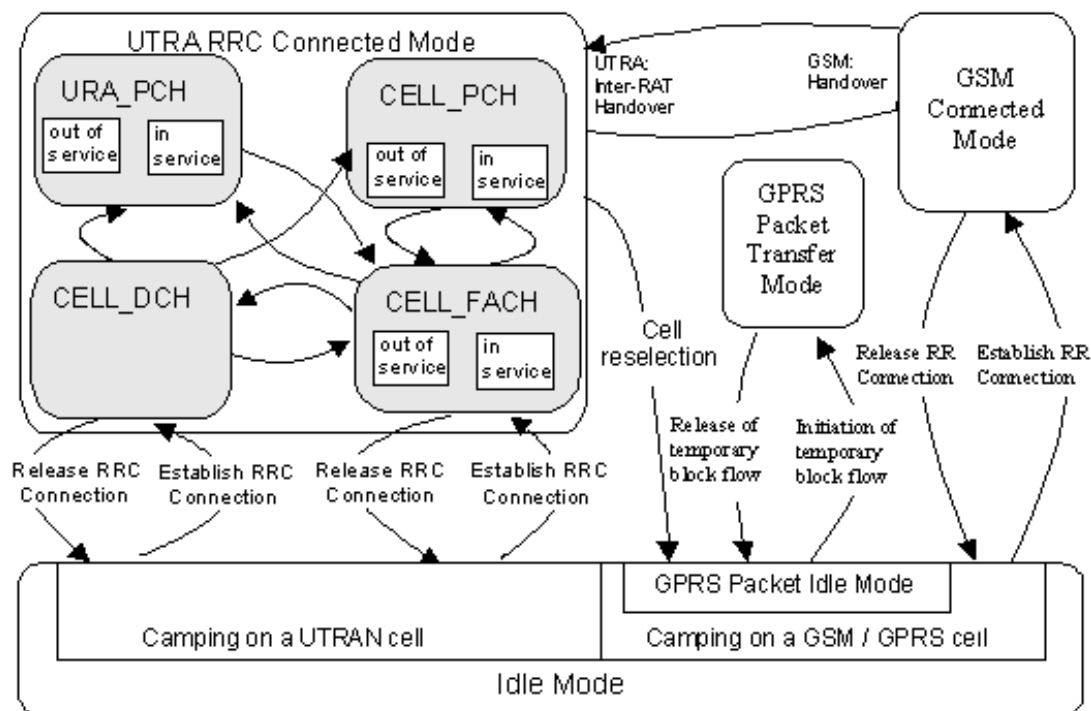 UTRA RRC Connected Mode
URA_PCH
out of
service
in
service
CELL_PCH
out of
service
in
service
CELL_DCH
CELL_FACH
out of
service
in
service
UTRA:
Inter-RAT
Handover
GSM:
Handover
GSM
Connected
Mode
GPRS
Packet
Transfer
Mode
Cell
reselection
Release RR
Connection
Establish RR
Connection
Release of
temporary
block flow
Initiation of
temporary
block flow
Release RRC
Connection
Establish RRC
Connection
Release RRC
Connection
Establish RRC
Connection
GPRS Packet Idle Mode
Camping on a UTRAN cell
Camping on a GSM / GPRS cell
Idle Mode